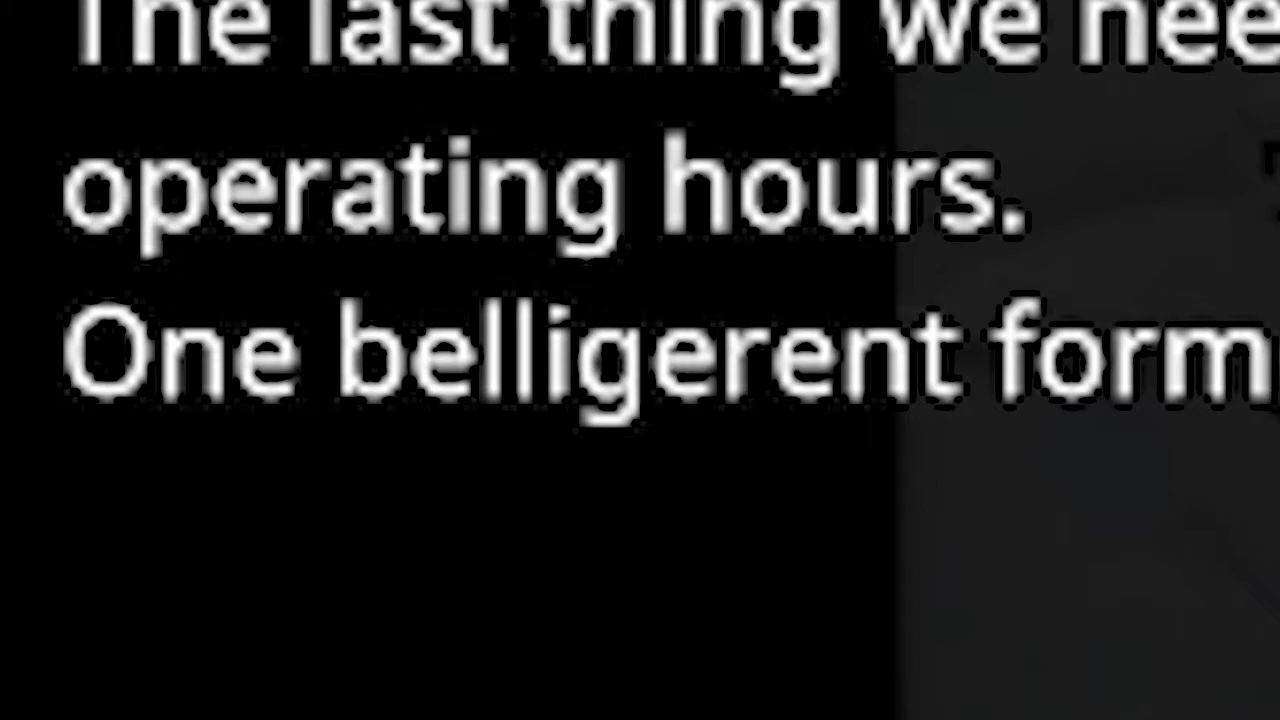 The last thing we nee
operating hours.
One belligerent form